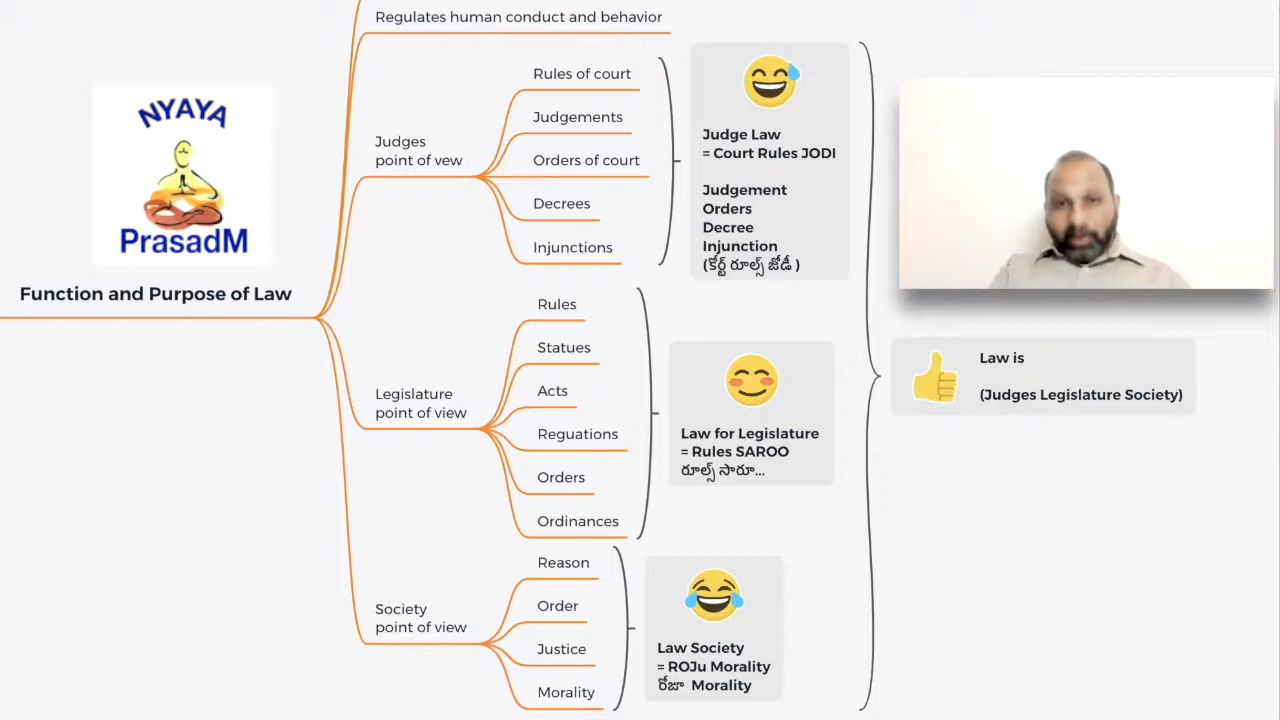 NYAYA
PrasadM
Function and Purpose of Law
Regulates human conduct and behavior
Judges
point of vew
Rules of court
Judgements
Orders of court
Decrees
Injunctions
Judge Law
= Court Rules JODI
Judgement
Orders
Decree
Injunction
(కోర్ట్ రూల్స్ జోడీ )
Legislature
point of view
Rules
Statues
Acts
Reguations
Orders
Ordinances
Law for Legislature
= Rules SAROO
రూల్స్ సారూ...
Society
point of view
Reason
Order
Justice
Morality
Law Society
= ROJu Morality
రోజూ Morality
Law is
(Judges Legislature Society)